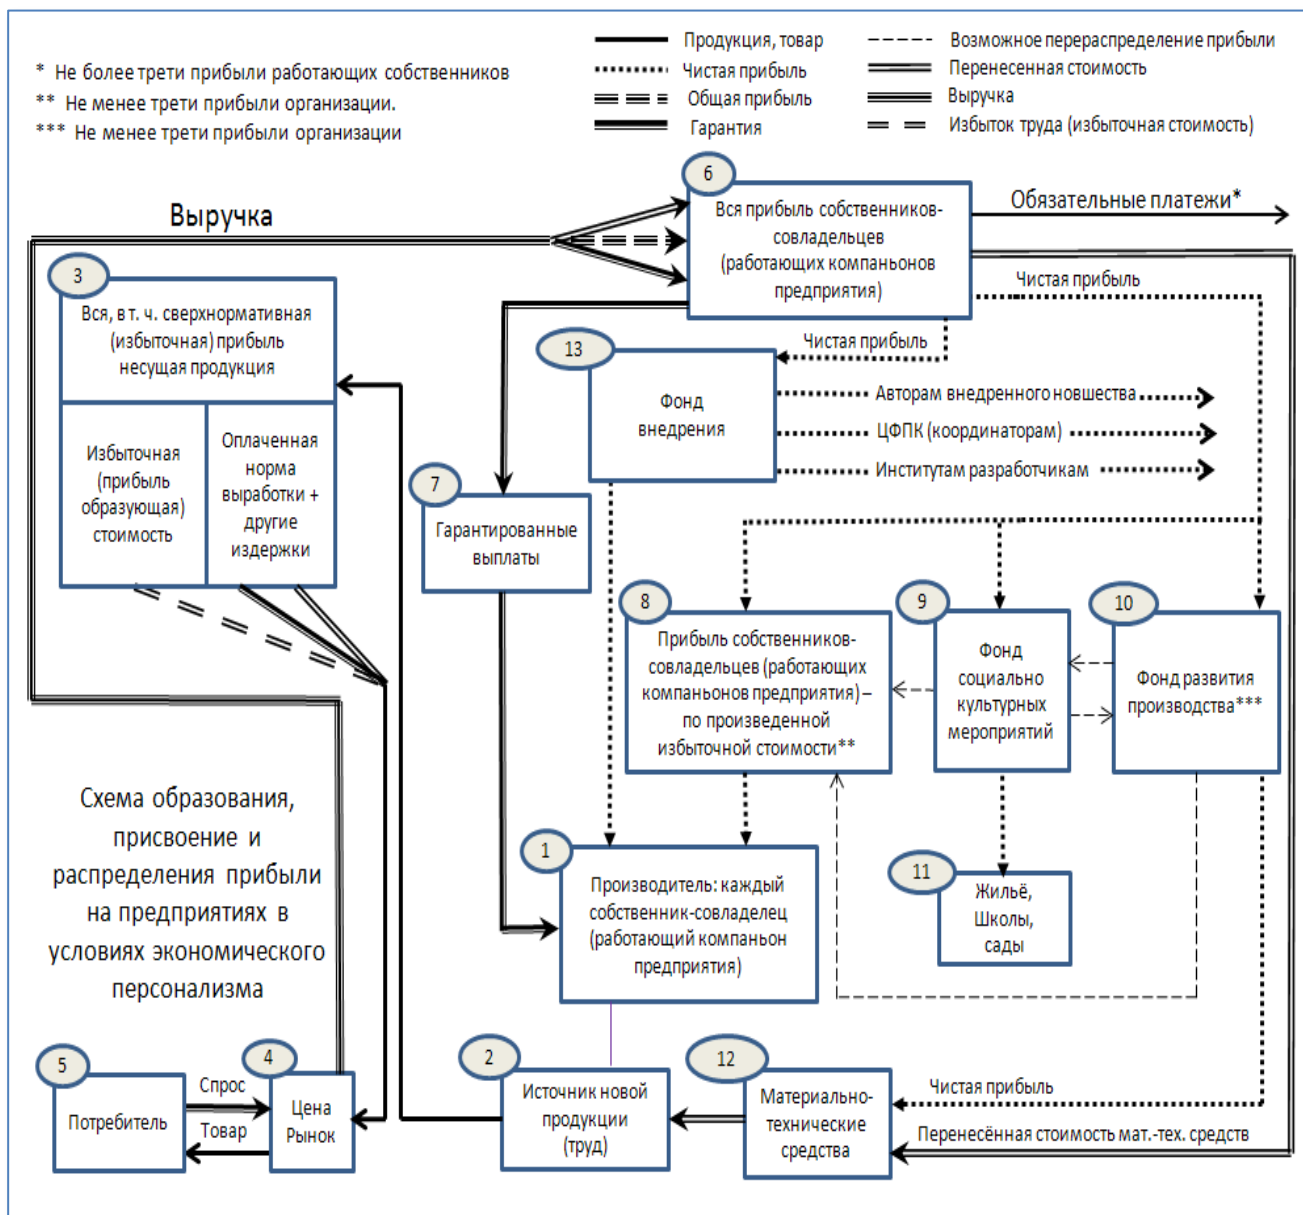 * Не более трети прибыли работающих собственников
** Не менее трети прибыли организации.
*** Не менее трети прибыли организации
Продукция, товар
Чистая прибыль
Общая прибыль
Гарантия
Возможное перераспределение прибыли
Перенесенная стоимость
Выручка
Избыток труда (избыточная стоимость)
6
Вся прибыль собственников-
совладельцев
(работающих компаньонов
предприятия)
Обязательные платежи*
Выручка
Чистая прибыль
3
Вся, в т. ч. сверхнормативная
(избыточная) прибыль
несущая продукция
Избыточная
(прибыль
образующая)
стоимость
Оплаченная
норма
выработки +
другие
издержки
Чистая прибыль
13
Фонд
внедрения
Авторам внедренного новшества
ЦФПК (координаторам)
Институтам разработчикам
7
Гарантированные
выплаты
8
Прибыль собственников-
совладельцев (работающих
компаньонов предприятия) –
по произведенной
избыточной стоимости**
9
Фонд
социально
культурных
мероприятий
10
Фонд развития
производства***
Схема образования,
присвоение и
распределения прибыли
на предприятиях в
условиях экономического
персонализма
1
Производитель: каждый
собственник-совладелец
(работающий компаньон
предприятия)
11
Жильё,
Школы,
сады
5
Потребитель
Спрос
Товар
4
Цена
Рынок
2
Источник новой
продукции
(труд)
12
Материально-
технические
средства
Чистая прибыль
Перенесённая стоимость мат.-тех. средств